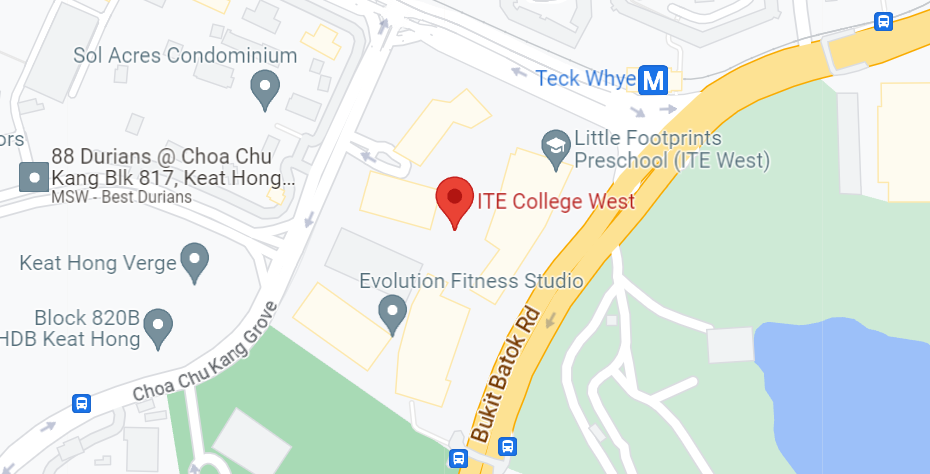 Sol Acres Condominium
Teck Whye
M
Little Footprints
Preschool (ITE West)
ors
88 Durians @ Choa Chu
Kang Blk 817, Keat Hong...
MSW - Best Durians
ITE College West
Keat Hong Verge
Evolution Fitness Studio
Block 820B
HDB Keat Hong
Choa Chu Kang Grove
Bukit Batok Rd